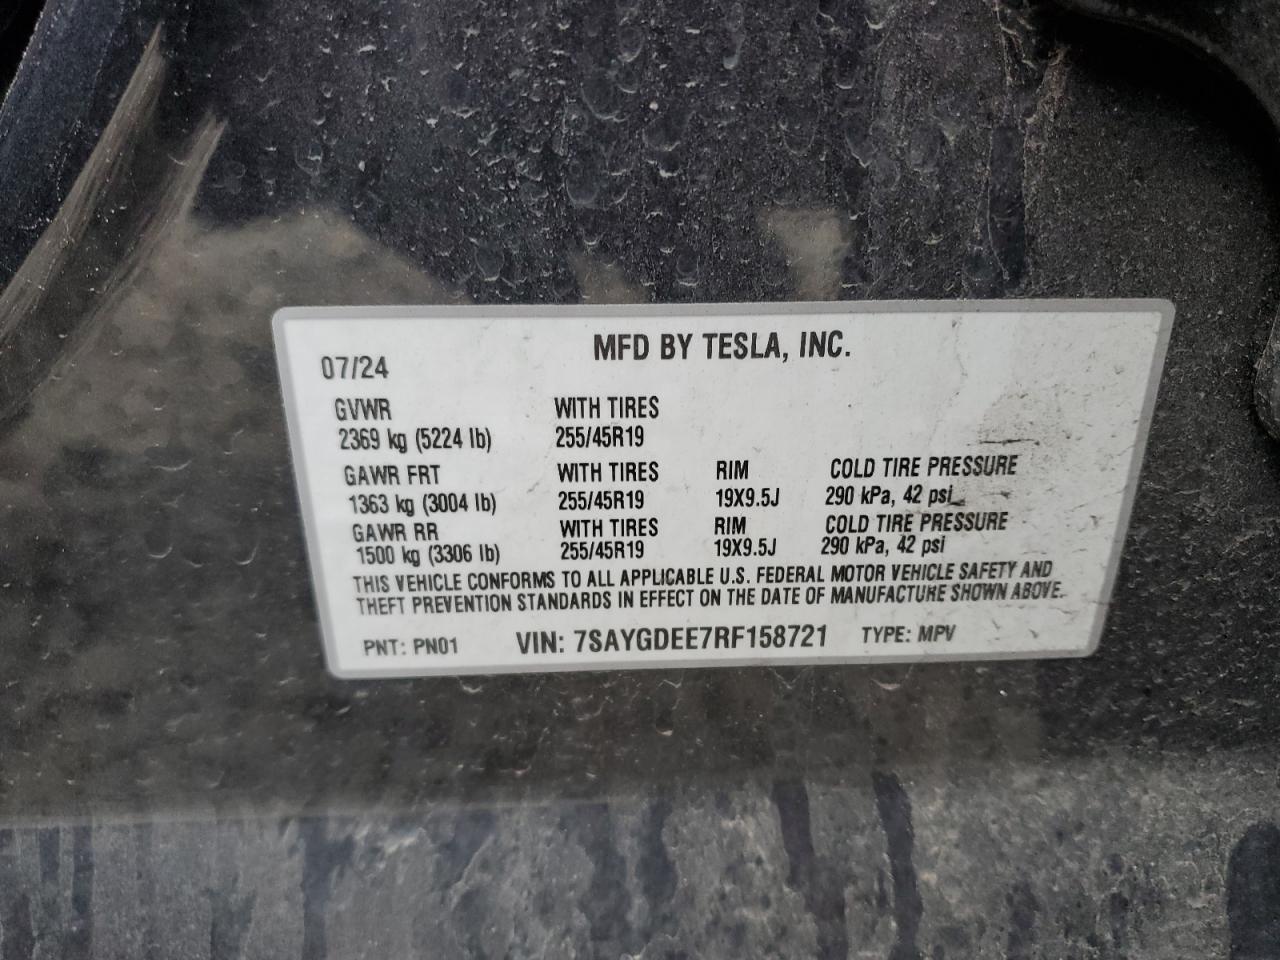 MFD BY TESLA, INC.
07/24
GVWR WITH TIRES
2369 kg (5224 lb) 255/45R19
GAWR FRT WITH TIRES RIM COLD TIRE PRESSURE
1363 kg (3004 lb) 255/45R19 19X9.5J 290 kPa, 42 psi
GAWR RR WITH TIRES RIM COLD TIRE PRESSURE
1500 kg (3306 lb) 255/45R19 19X9.5J 290 kPa, 42 psi
THIS VEHICLE CONFORMS TO ALL APPLICABLE U.S. FEDERAL MOTOR VEHICLE SAFETY AND
THEFT PREVENTION STANDARDS IN EFFECT ON THE DATE OF MANUFACTURE SHOWN ABOVE.
PNT: PN01 VIN: 7SAYGDEE7RF158721 TYPE: MPV